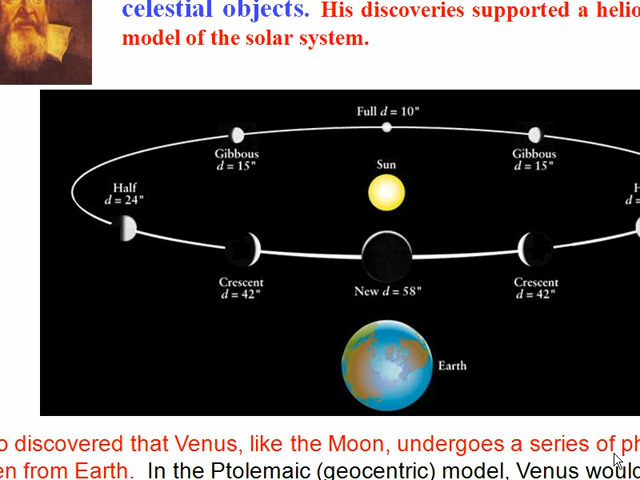 celestial objects. His discoveries supported a helio
model of the solar system.
Full d = 10"
Gibbous
d = 15"
Gibbous
d = 15"
Sun
Half
d = 24"
H
d =
Crescent
d = 42"
New d = 58"
Crescent
d = 42"
Earth
o discovered that Venus, like the Moon, undergoes a series of ph
en from Earth. In the Ptolemaic (geocentric) model, Venus would